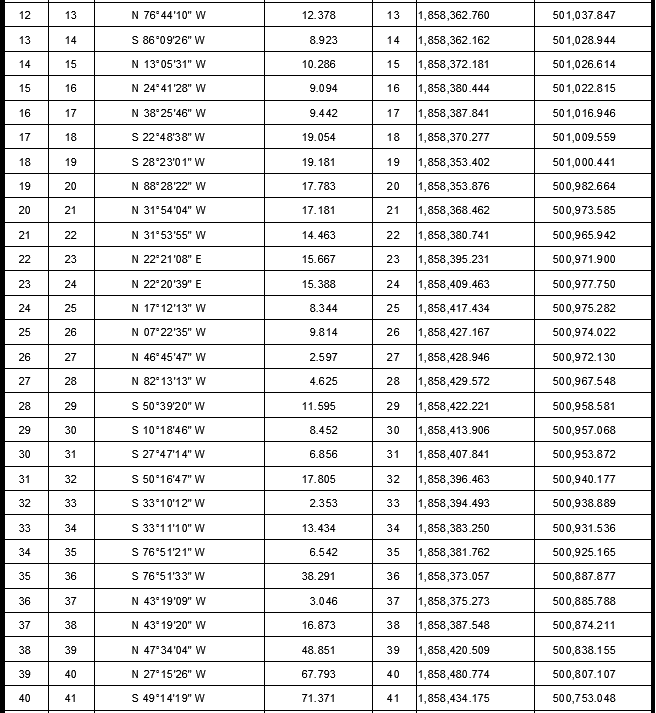 12 13 N 76°44'10" W 12.378 13 1,858,362.760 501,037.847
13 14 S 86°09'26" W 8.923 14 1,858,362.162 501,028.944
14 15 N 13°05'31" W 10.286 15 1,858,372.181 501,026.614
15 16 N 24°41'28" W 9.094 16 1,858,380.444 501,022.815
16 17 N 38°25'46" W 9.442 17 1,858,387.841 501,016.946
17 18 S 22°48'38" W 19.054 18 1,858,370.277 501,009.559
18 19 S 28°23'01" W 19.181 19 1,858,353.402 501,000.441
19 20 N 88°28'22" W 17.783 20 1,858,353.876 500,982.664
20 21 N 31°54'04" W 17.181 21 1,858,368.462 500,973.585
21 22 N 31°53'55" W 14.463 22 1,858,380.741 500,965.942
22 23 N 22°21'08" E 15.667 23 1,858,395.231 500,971.900
23 24 N 22°20'39" E 15.388 24 1,858,409.463 500,977.750
24 25 N 17°12'13" W 8.344 25 1,858,417.434 500,975.282
25 26 N 07°22'35" W 9.814 26 1,858,427.167 500,974.022
26 27 N 46°45'47" W 2.597 27 1,858,428.946 500,972.130
27 28 N 82°13'13" W 4.625 28 1,858,429.572 500,967.548
28 29 S 50°39'20" W 11.595 29 1,858,422.221 500,958.581
29 30 S 10°18'46" W 8.452 30 1,858,413.906 500,957.068
30 31 S 27°47'14" W 6.856 31 1,858,407.841 500,953.872
31 32 S 50°16'47" W 17.805 32 1,858,396.463 500,940.177
32 33 S 33°10'12" W 2.353 33 1,858,394.493 500,938.889
33 34 S 33°11'10" W 13.434 34 1,858,383.250 500,931.536
34 35 S 76°51'21" W 6.542 35 1,858,381.762 500,925.165
35 36 S 76°51'33" W 38.291 36 1,858,373.057 500,887.877
36 37 N 43°19'09" W 3.046 37 1,858,375.273 500,885.788
37 38 N 43°19'20" W 16.873 38 1,858,387.548 500,874.211
38 39 N 47°34'04" W 48.851 39 1,858,420.509 500,838.155
39 40 N 27°15'26" W 67.793 40 1,858,480.774 500,807.107
40 41 S 49°14'19" W 71.371 41 1,858,434.175 500,753.048